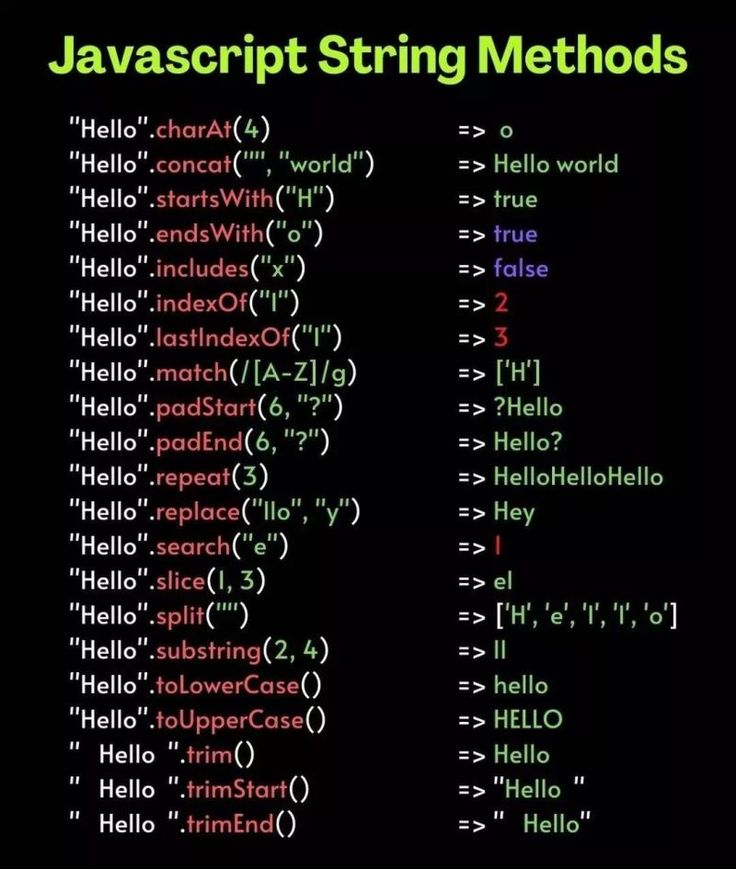 Javascript String Methods
"Hello".charAt(4) => o
"Hello".concat("", "world") => Hello world
"Hello".startsWith("H") => true
"Hello".endsWith("o") => true
"Hello".includes("x") => false
"Hello".indexOf("l") => 2
"Hello".lastIndexOf("l") => 3
"Hello".match(/[A-Z]/g) => ['H']
"Hello".padStart(6, "?") => ?Hello
"Hello".padEnd(6, "?") => Hello?
"Hello".repeat(3) => HelloHelloHello
"Hello".replace("llo", "y") => Hey
"Hello".search("e") => 1
"Hello".slice(1, 3) => el
"Hello".split("") => ['H', 'e', 'l', 'l', 'o']
"Hello".substring(2, 4) => ll
"Hello".toLowerCase() => hello
"Hello".toUpperCase() => HELLO
"  Hello  ".trim() => Hello
"  Hello  ".trimStart() => "Hello  "
"  Hello  ".trimEnd() => "  Hello"